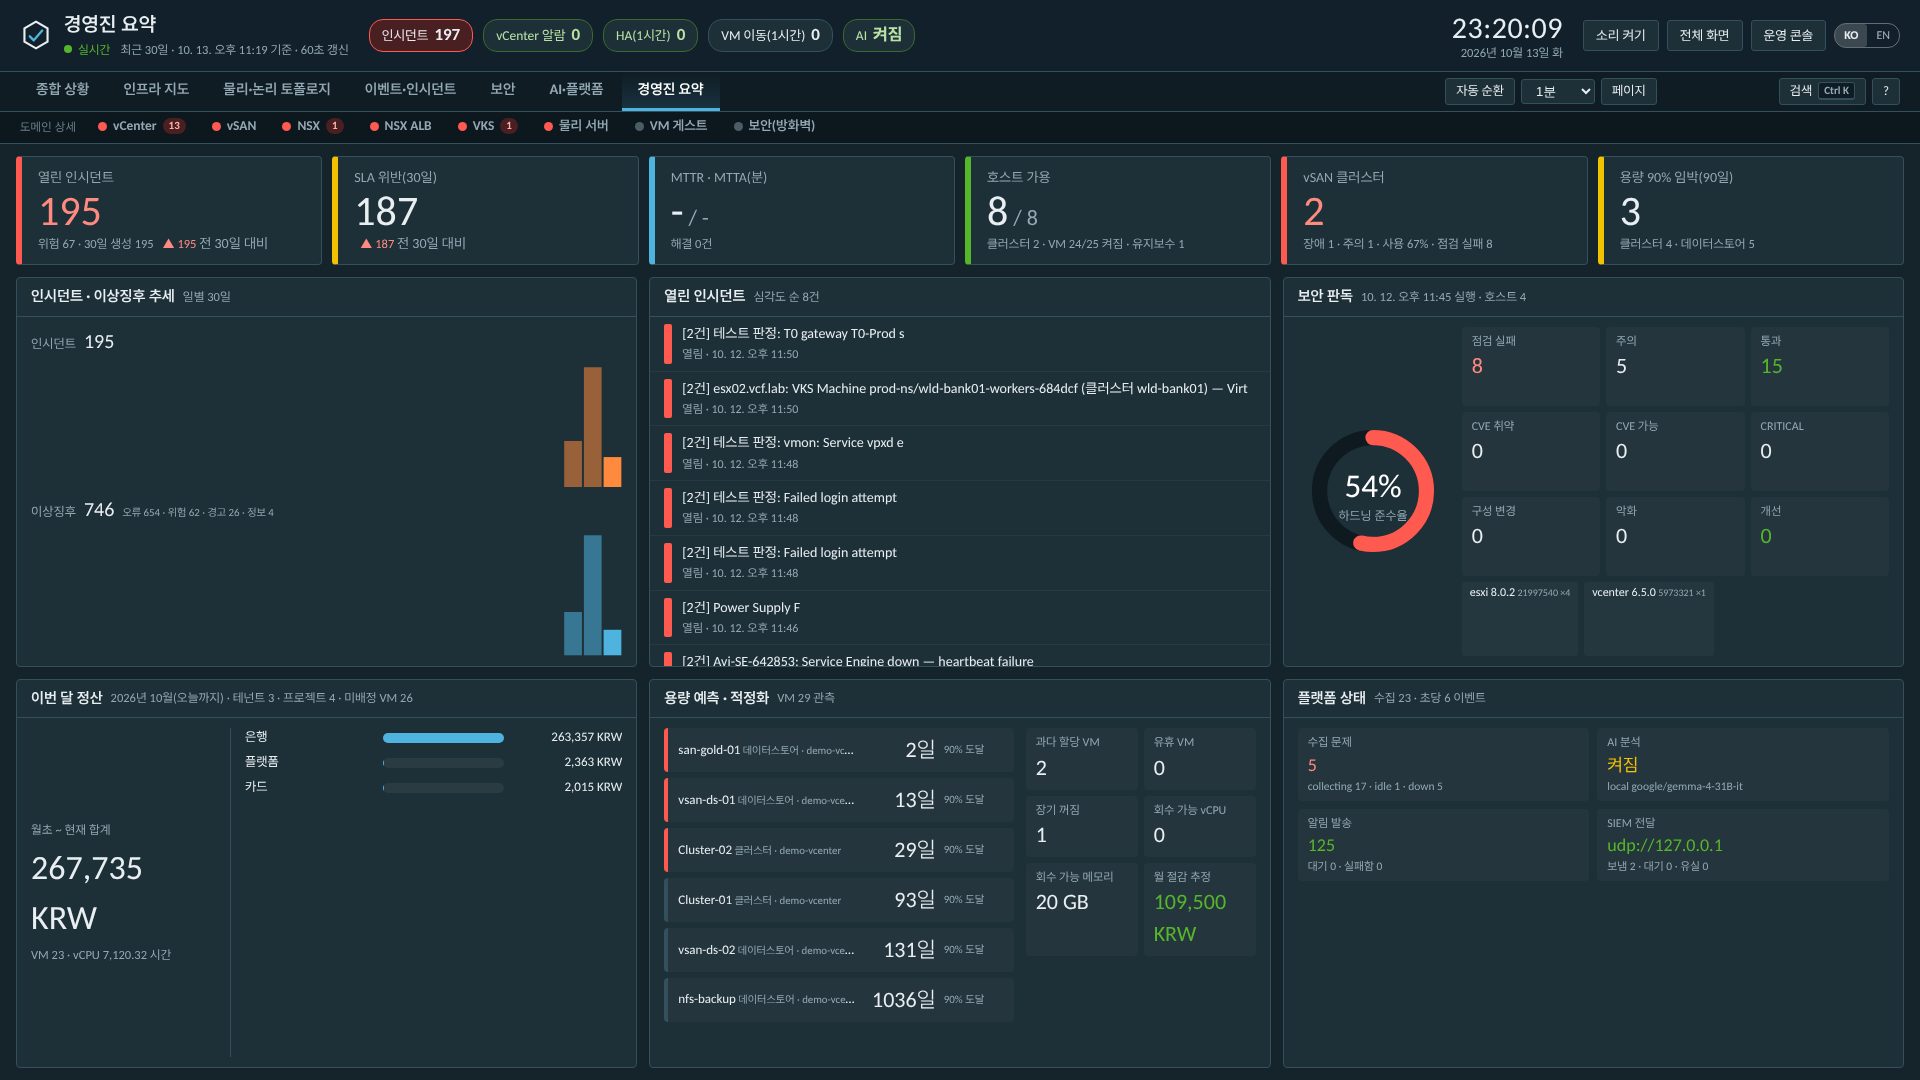 경영진 요약
실시간 최근 30일 · 10. 13. 오후 11:19 기준 · 60초 갱신
인시던트 197
vCenter 알람 0
HA(1시간) 0
VM 이동(1시간) 0
AI 켜짐
23:20:09
2026년 10월 13일 화
소리 켜기
전체 화면
운영 콘솔
KO EN
종합 상황
인프라 지도
물리·논리 토폴로지
이벤트·인시던트
보안
AI·플랫폼
경영진 요약
자동 순환
1분
페이지
검색 Ctrl K
?
도메인 상세
vCenter 13
vSAN
NSX 1
NSX ALB
VKS 1
물리 서버
VM 게스트
보안(방화벽)
열린 인시던트
195
위험 67 · 30일 생성 195 ▲ 195 전 30일 대비
SLA 위반(30일)
187
▲ 187 전 30일 대비
MTTR · MTTA(분)
- / -
해결 0건
호스트 가용
8 / 8
클러스터 2 · VM 24/25 켜짐 · 유지보수 1
vSAN 클러스터
2
장애 1 · 주의 1 · 사용 67% · 점검 실패 8
용량 90% 임박(90일)
3
클러스터 4 · 데이터스토어 5
인시던트 · 이상징후 추세 일별 30일
인시던트 195
이상징후 746 오류 654 · 위험 62 · 경고 26 · 정보 4
열린 인시던트 심각도 순 8건
[2건] 테스트 판정: T0 gateway T0-Prod s
열림 · 10. 12. 오후 11:50
[2건] esx02.vcf.lab: VKS Machine prod-ns/wld-bank01-workers-684dcf (클러스터 wld-bank01) — Virt
열림 · 10. 12. 오후 11:50
[2건] 테스트 판정: vmon: Service vpxd e
열림 · 10. 12. 오후 11:48
[2건] 테스트 판정: Failed login attempt
열림 · 10. 12. 오후 11:48
[2건] 테스트 판정: Failed login attempt
열림 · 10. 12. 오후 11:48
[2건] Power Supply F
열림 · 10. 12. 오후 11:46
[2건] Avi-SE-642853: Service Engine down — heartbeat failure
보안 판독 10. 12. 오후 11:45 실행 · 호스트 4
54%
하드닝 준수율
점검 실패
8
주의
5
통과
15
CVE 취약
0
CVE 가능
0
CRITICAL
0
구성 변경
0
악화
0
개선
0
esxi 8.0.2 21997540 ×4
vcenter 6.5.0 5973321 ×1
이번 달 정산 2026년 10월(오늘까지) · 테넌트 3 · 프로젝트 4 · 미배정 VM 26
월초 ~ 현재 합계
267,735
KRW
VM 23 · vCPU 7,120.32 시간
은행 263,357 KRW
플랫폼 2,363 KRW
카드 2,015 KRW
용량 예측 · 적정화 VM 29 관측
san-gold-01 데이터스토어 · demo-vc... 2일 90% 도달
vsan-ds-01 데이터스토어 · demo-vce... 13일 90% 도달
Cluster-02 클러스터 · demo-vcenter 29일 90% 도달
Cluster-01 클러스터 · demo-vcenter 93일 90% 도달
vsan-ds-02 데이터스토어 · demo-vce... 131일 90% 도달
nfs-backup 데이터스토어 · demo-vce... 1036일 90% 도달
과다 할당 VM
2
유휴 VM
0
장기 꺼짐
1
회수 가능 vCPU
0
회수 가능 메모리
20 GB
월 절감 추정
109,500
KRW
플랫폼 상태 수집 23 · 초당 6 이벤트
수집 문제
5
collecting 17 · idle 1 · down 5
AI 분석
켜짐
local google/gemma-4-31B-it
알림 발송
125
대기 0 · 실패함 0
SIEM 전달
udp://127.0.0.1
보냄 2 · 대기 0 · 유실 0